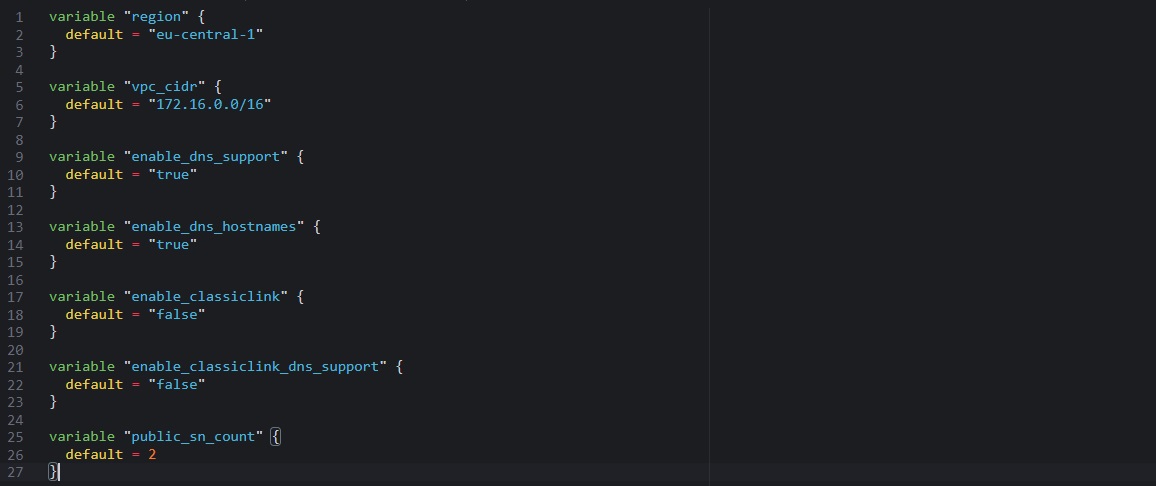 1 variable "region" {
2   default = "eu-central-1"
3 }
4
5 variable "vpc_cidr" {
6   default = "172.16.0.0/16"
7 }
8
9 variable "enable_dns_support" {
10   default = "true"
11 }
12
13 variable "enable_dns_hostnames" {
14   default = "true"
15 }
16
17 variable "enable_classiclink" {
18   default = "false"
19 }
20
21 variable "enable_classiclink_dns_support" {
22   default = "false"
23 }
24
25 variable "public_sn_count" {
26   default = 2
27 }